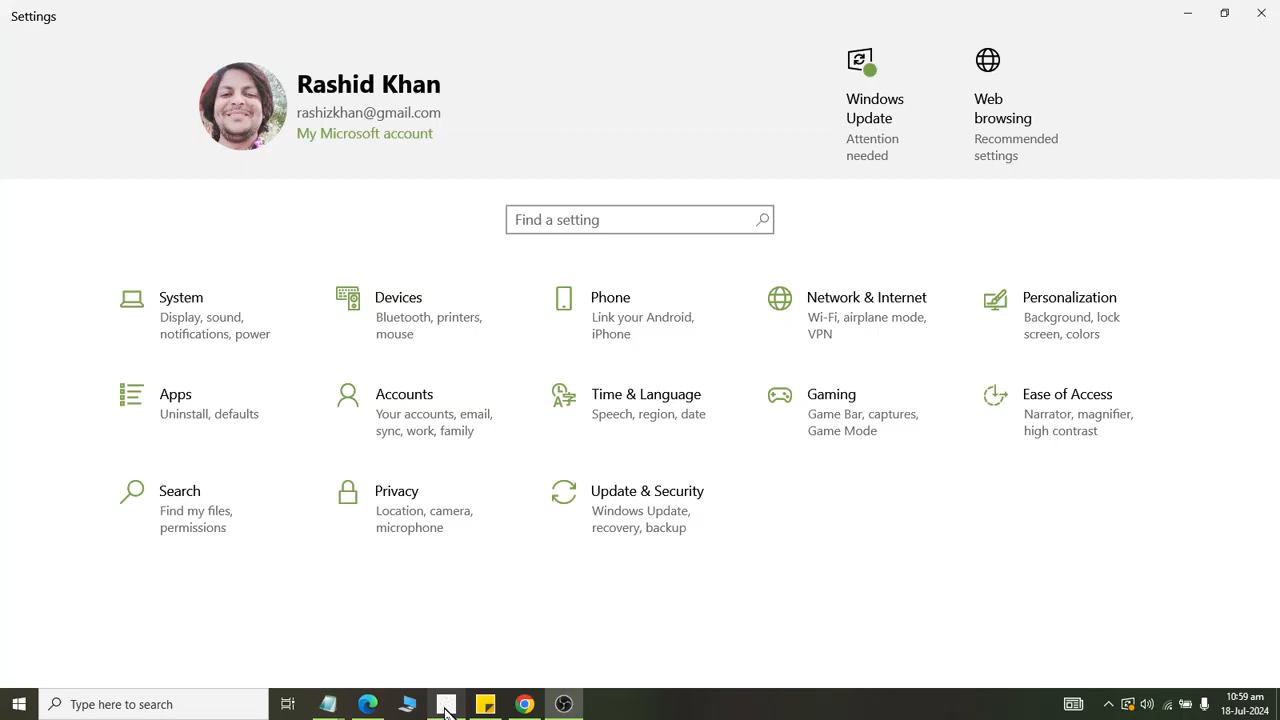 Settings
Rashid Khan
rashizkhan@gmail.com
My Microsoft account
Windows
Update
Attention
needed
Web
browsing
Recommended
settings
Find a setting
System
Display, sound,
notifications, power
Devices
Bluetooth, printers,
mouse
Phone
Link your Android,
iPhone
Network & Internet
Wi-Fi, airplane mode,
VPN
Personalization
Background, lock
screen, colors
Apps
Uninstall, defaults
Accounts
Your accounts, email,
sync, work, family
Time & Language
Speech, region, date
Gaming
Game Bar, captures,
Game Mode
Ease of Access
Narrator, magnifier,
high contrast
Search
Find my files,
permissions
Privacy
Location, camera,
microphone
Update & Security
Windows Update,
recovery, backup
Type here to search
10:59 am
18-Jul-2024